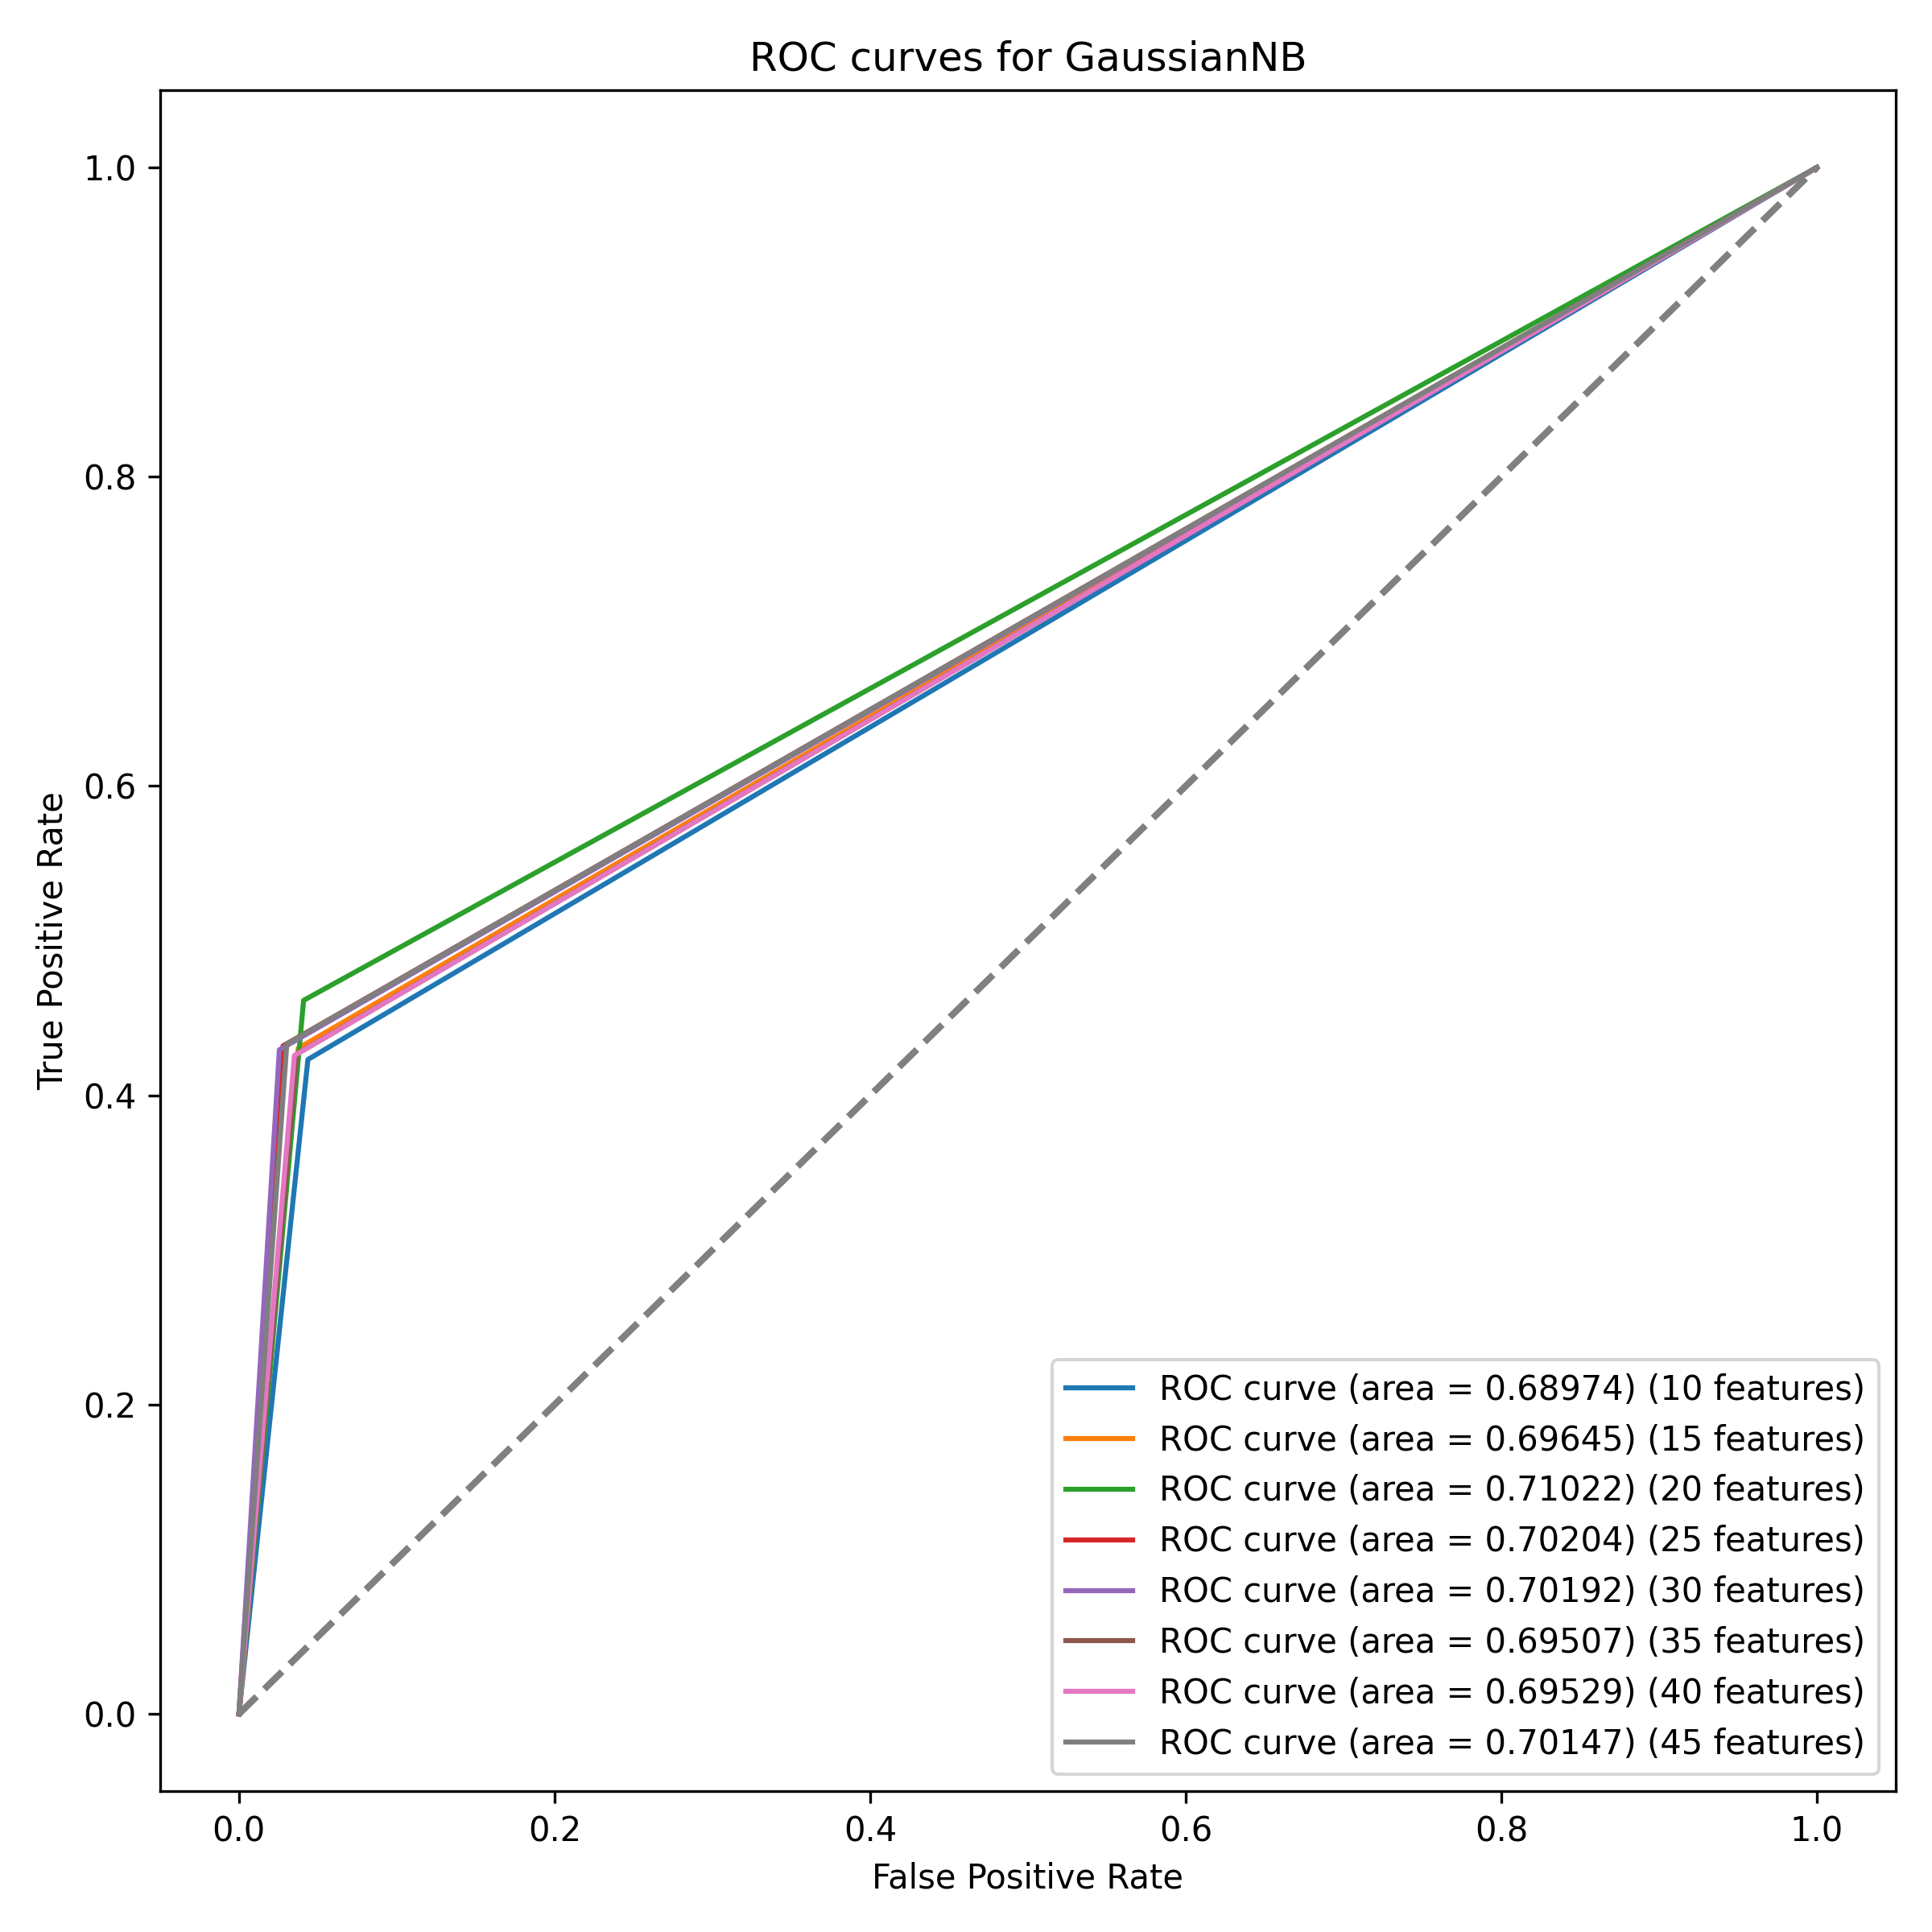 ROC curves for GaussianNB
True Positive Rate
1.0
0.8
0.6
0.4
0.2
0.0
ROC curve (area = 0.68974) (10 features)
ROC curve (area = 0.69645) (15 features)
ROC curve (area = 0.71022) (20 features)
ROC curve (area = 0.70204) (25 features)
ROC curve (area = 0.70192) (30 features)
ROC curve (area = 0.69507) (35 features)
ROC curve (area = 0.69529) (40 features)
ROC curve (area = 0.70147) (45 features)
0.0 0.2 0.4 0.6 0.8 1.0
False Positive Rate